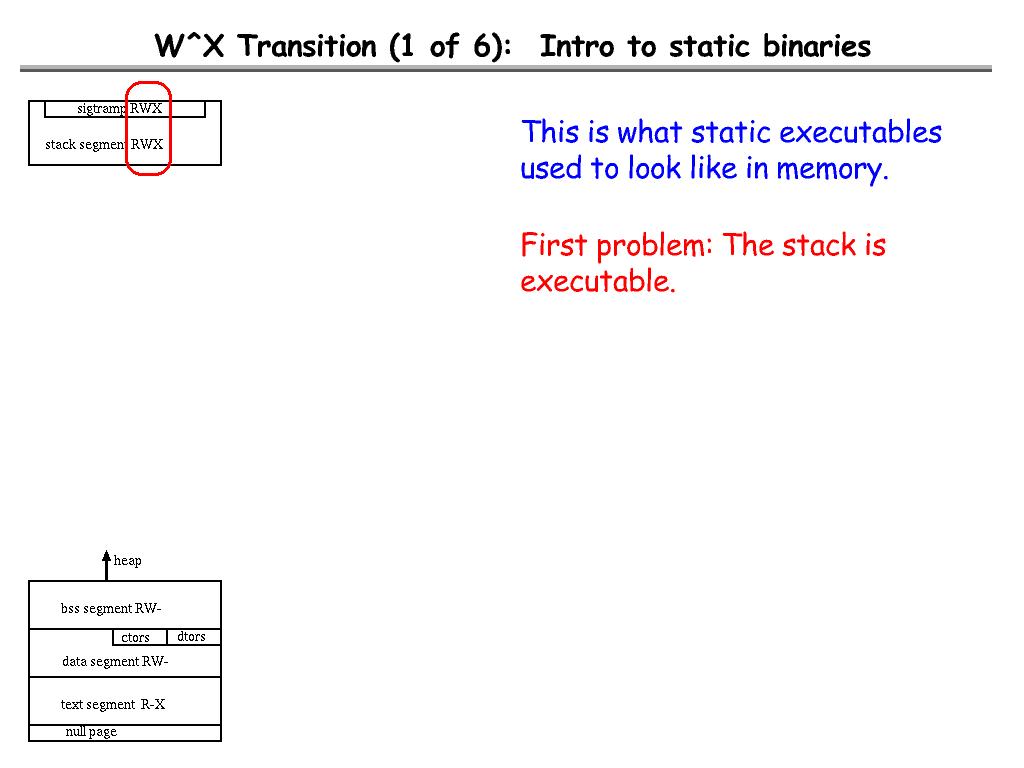 W^X Transition (1 of 6): Intro to static binaries
sigtramp RWX
stack segment RWX
This is what static executables
used to look like in memory.
First problem: The stack is
executable.
heap
bss segment RW-
ctors dtors
data segment RW-
text segment R-X
null page